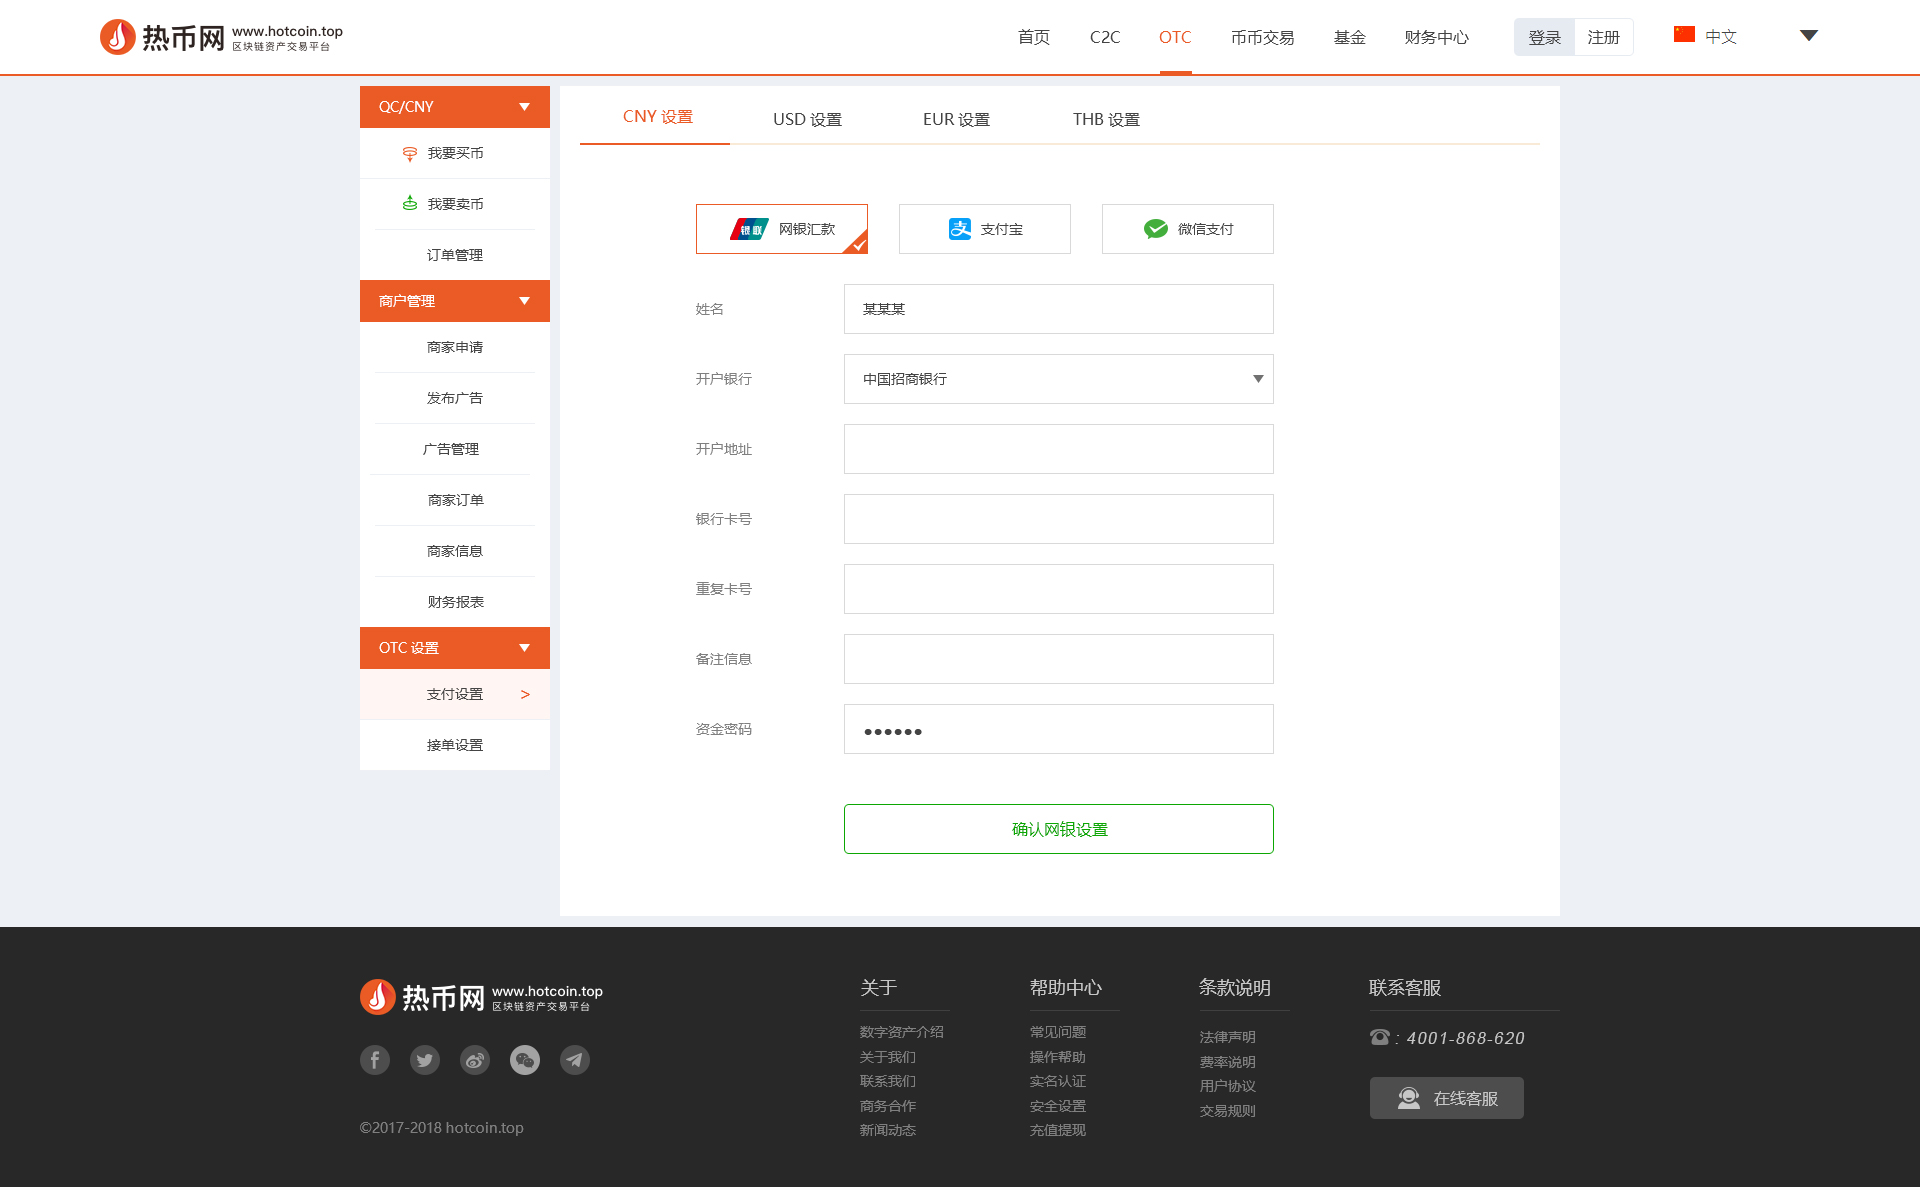 热币网 www.hotcoin.top
区块链资产交易平台
首页 C2C OTC 币币交易 基金 财务中心 登录 注册 中文
QC/CNY
我要买币
我要卖币
订单管理
商户管理
商家申请
发布广告
广告管理
商家订单
商家信息
财务报表
OTC 设置
支付设置 >
接单设置
CNY 设置 USD 设置 EUR 设置 THB 设置
银联 网银汇款 支付宝 微信支付
姓名 某某某
开户银行 中国招商银行
开户地址
银行卡号
重复卡号
备注信息
资金密码 ●●●●●●
确认网银设置
热币网 www.hotcoin.top
区块链资产交易平台
©2017-2018 hotcoin.top
关于
数字资产介绍
关于我们
联系我们
商务合作
新闻动态
帮助中心
常见问题
操作帮助
实名认证
安全设置
充值提现
条款说明
法律声明
费率说明
用户协议
交易规则
联系客服
: 4001-868-620
在线客服